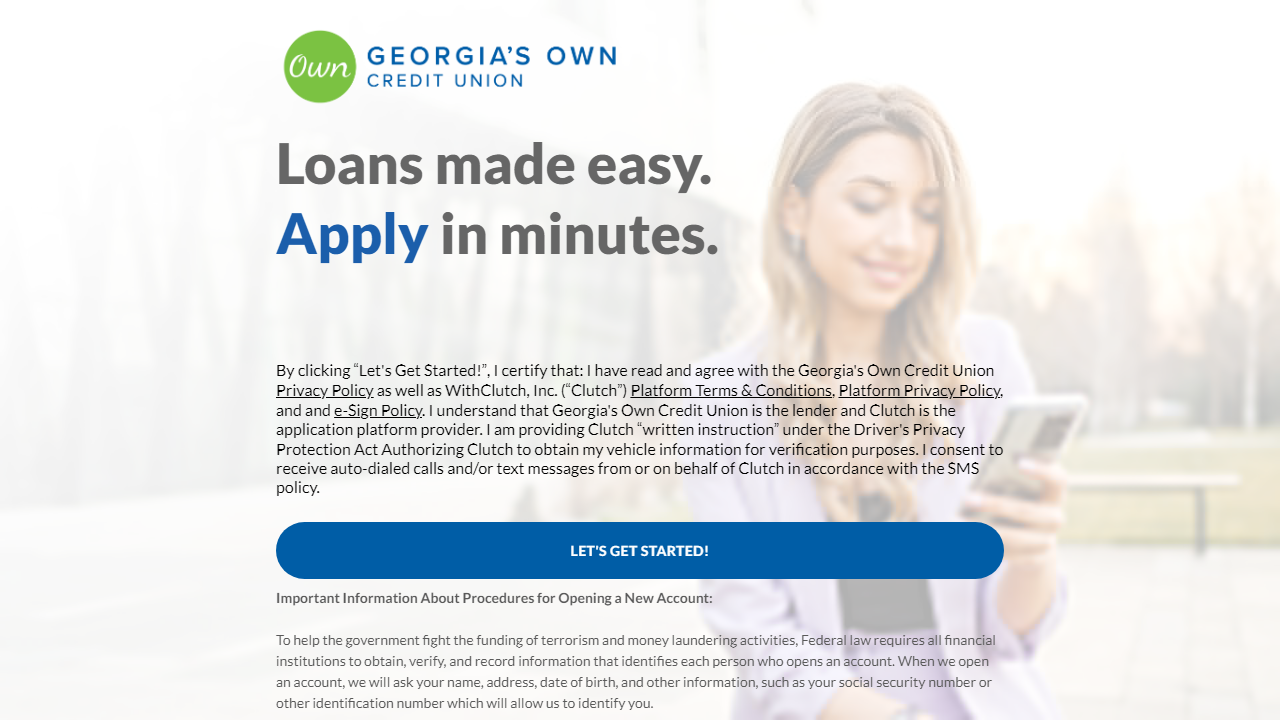 Own
GEORGIA'S OWN
CREDIT UNION
Loans made easy.
Apply in minutes.
By clicking “Let's Get Started!”, I certify that: I have read and agree with the Georgia's Own Credit Union
Privacy Policy as well as WithClutch, Inc. (“Clutch”) Platform Terms & Conditions, Platform Privacy Policy,
and and e-Sign Policy. I understand that Georgia's Own Credit Union is the lender and Clutch is the
application platform provider. I am providing Clutch “written instruction” under the Driver's Privacy
Protection Act Authorizing Clutch to obtain my vehicle information for verification purposes. I consent to
receive auto-dialed calls and/or text messages from or on behalf of Clutch in accordance with the SMS
policy.
LET'S GET STARTED!
Important Information About Procedures for Opening a New Account:
To help the government fight the funding of terrorism and money laundering activities, Federal law requires all financial
institutions to obtain, verify, and record information that identifies each person who opens an account. When we open
an account, we will ask your name, address, date of birth, and other information, such as your social security number or
other identification number which will allow us to identify you.